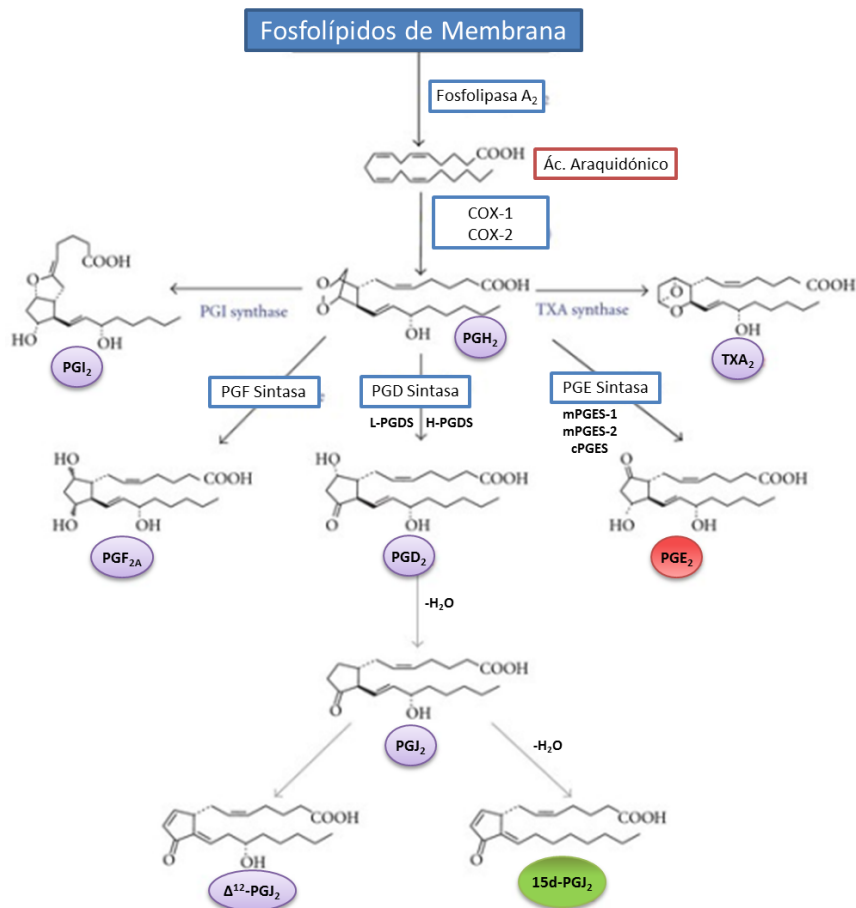 Fosfolípidos de Membrana
Fosfolipasa A₂
COOH
Ác. Araquidónico
COX-1
COX-2
COOH
O
HO
OH
PGI₂
PGI synthase
O
O
COOH
OH
PGH₂
TXA synthase
O
O
COOH
OH
TXA₂
PGF Sintasa
PGD Sintasa
L-PGDS
H-PGDS
PGE Sintasa
mPGES-1
mPGES-2
cPGES
HO
COOH
HO
OH
PGF₂A
HO
COOH
O
OH
PGD₂
O
COOH
OH
OH
PGE₂
-H₂O
COOH
O
OH
PGJ₂
-H₂O
COOH
O
OH
Δ¹²-PGJ₂
COOH
O
15d-PGJ₂